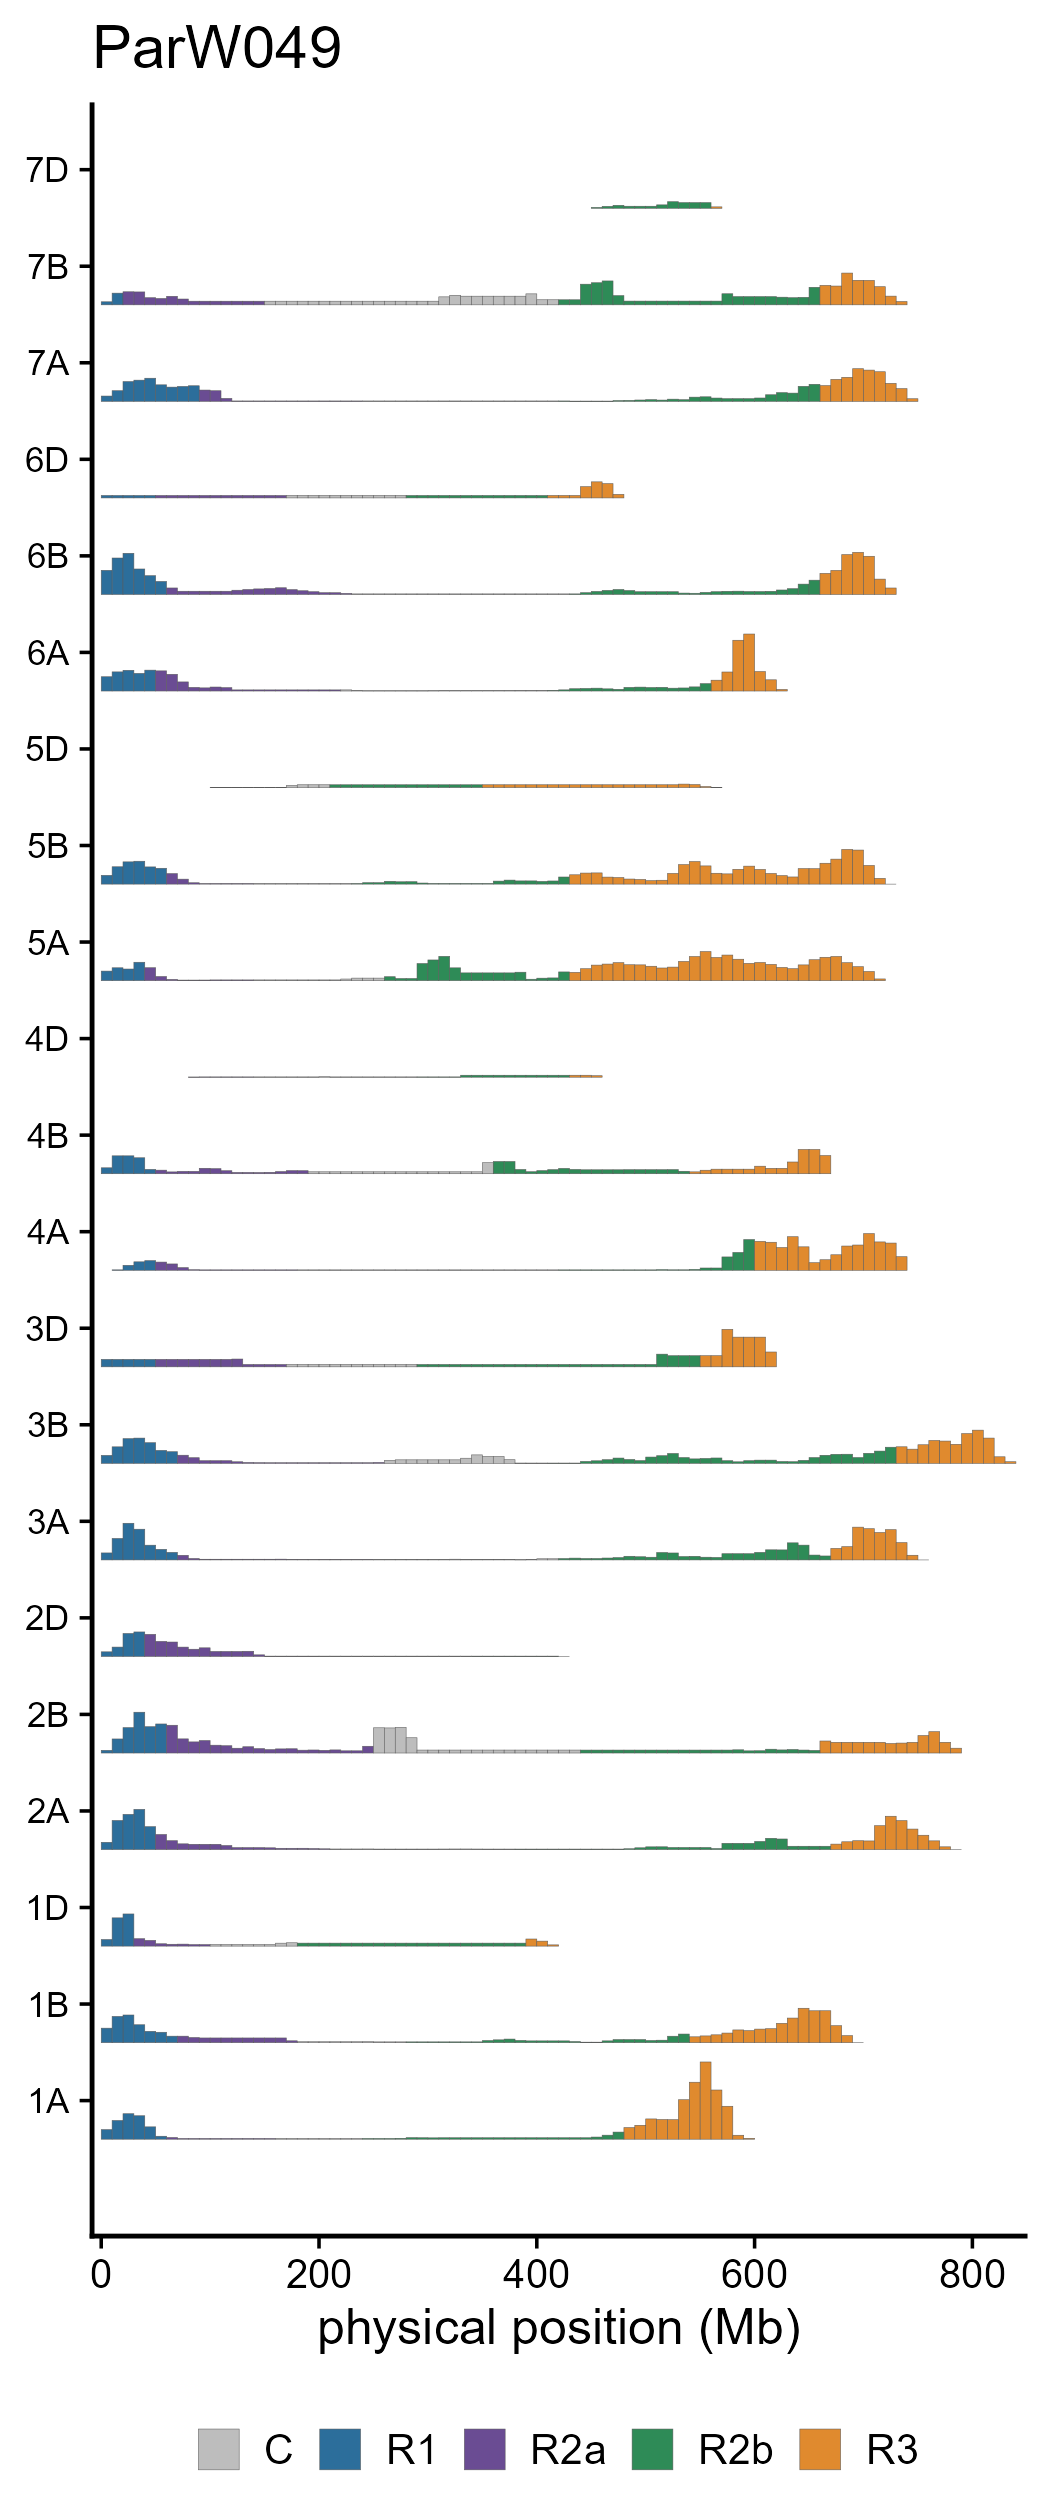 ParW049
7D
7B
7A
6D
6B
6A
5D
5B
5A
4D
4B
4A
3D
3B
3A
2D
2B
2A
1D
1B
1A
0 200 400 600 800
physical position (Mb)
C R1 R2a R2b R3